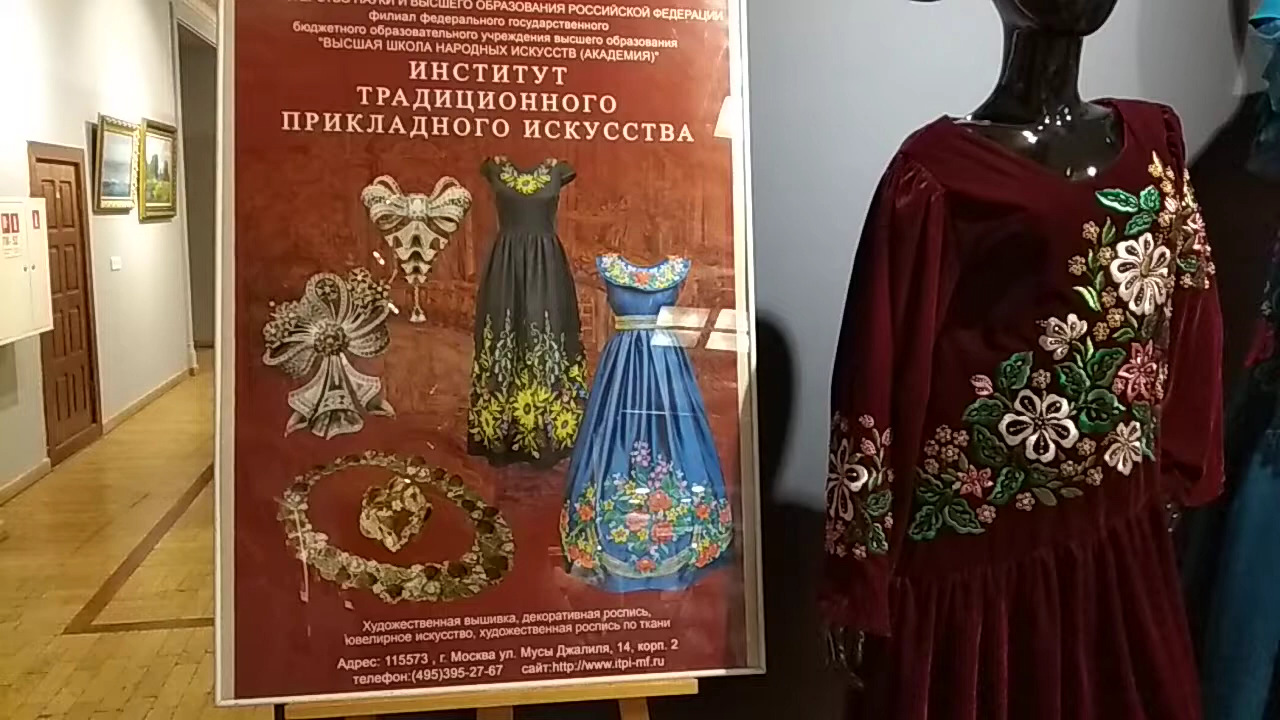 НАУКИ И ВЫСШЕГО ОБРАЗОВАНИЯ РОССИЙСКОЙ ФЕДЕРАЦИИ
филиал федерального государственного
бюджетного образовательного учреждения высшего образования
"ВЫСШАЯ ШКОЛА НАРОДНЫХ ИСКУССТВ (АКАДЕМИЯ)"
ИНСТИТУТ
ТРАДИЦИОННОГО
ПРИКЛАДНОГО ИСКУССТВА
Художественная вышивка, декоративная роспись,
ювелирное искусство, художественная роспись по ткани
Адрес: 115573 , г. Москва ул. Мусы Джалиля, 14, корп. 2
телефон:(495)395-27-67 сайт:http://www.itpi-mf.ru